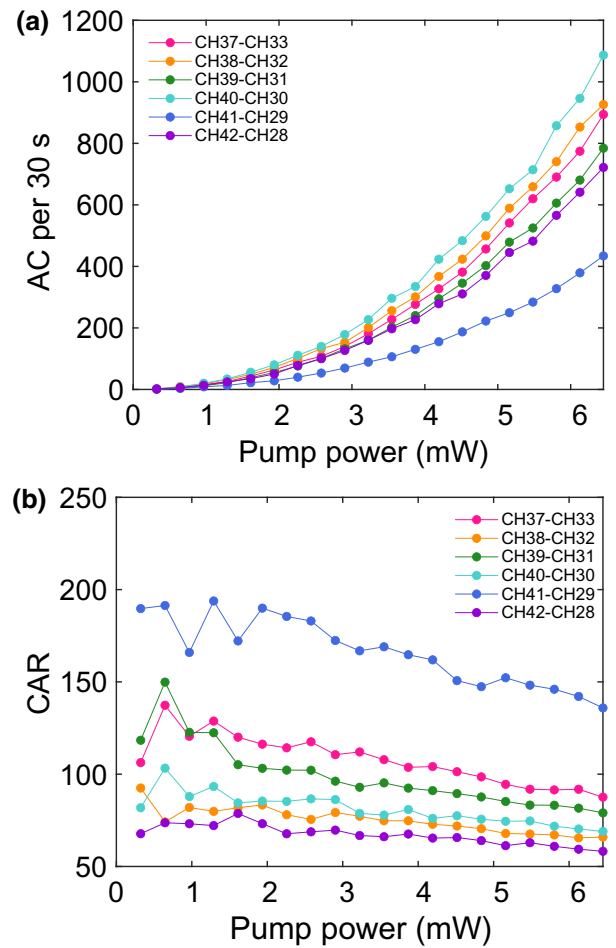 (a)
1200
1000
800
600
400
200
0
AC per 30 s
CH37-CH33
CH38-CH32
CH39-CH31
CH40-CH30
CH41-CH29
CH42-CH28
0 1 2 3 4 5 6
Pump power (mW)
(b)
250
200
150
100
50
CAR
CH37-CH33
CH38-CH32
CH39-CH31
CH40-CH30
CH41-CH29
CH42-CH28
0 1 2 3 4 5 6
Pump power (mW)